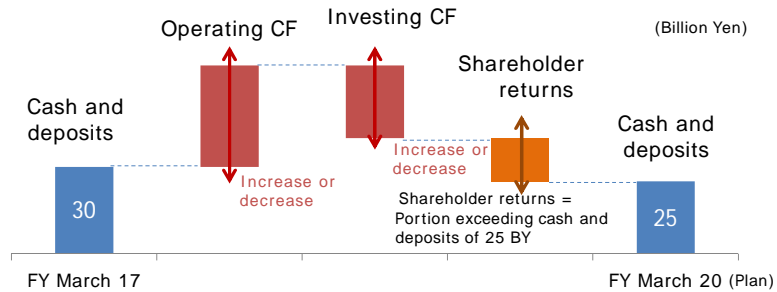 Operating CF
Investing CF
(Billion Yen)
Shareholder
returns
Cash and
deposits
Cash and
deposits
Increase or
decrease
Increase or
decrease
Shareholder returns =
Portion exceeding cash and
deposits of 25 BY
30
25
FY March 17
FY March 20 (Plan)